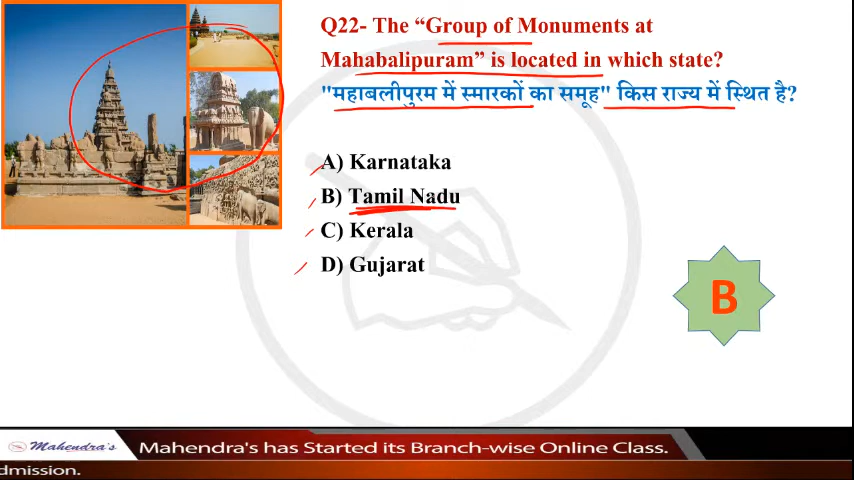 Q22- The “Group of Monuments at
Mahabalipuram” is located in which state?
"महाबलीपुरम में स्मारकों का समूह" किस राज्य में स्थित है?
A) Karnataka
B) Tamil Nadu
C) Kerala
D) Gujarat
B
Mahendra's
Mahendra's has Started its Branch-wise Online Class.
dmission.